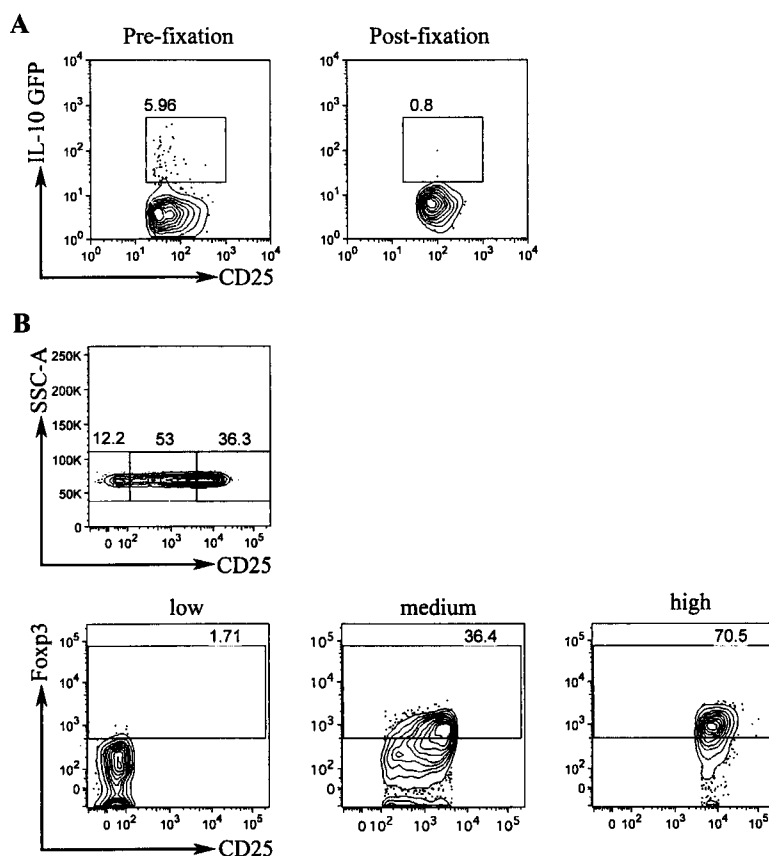 A
Pre-fixation
Post-fixation
IL-10 GFP
10⁴
10³
10²
10¹
10⁰
5.96
10⁰ 10¹ 10² 10³ 10⁴
CD25
10⁴
10³
10²
10¹
10⁰
0.8
10⁰ 10¹ 10² 10³ 10⁴
B
SSC-A
250K
200K
150K
100K
50K
0
12.2 53 36.3
0 10² 10³ 10⁴ 10⁵
CD25
low
medium
high
Foxp3
10⁵
10⁴
10³
10²
0
1.71
0 10² 10³ 10⁴ 10⁵
CD25
10⁵
10⁴
10³
10²
0
36.4
0 10² 10³ 10⁴ 10⁵
10⁵
10⁴
10³
10²
0
70.5
0 10² 10³ 10⁴ 10⁵